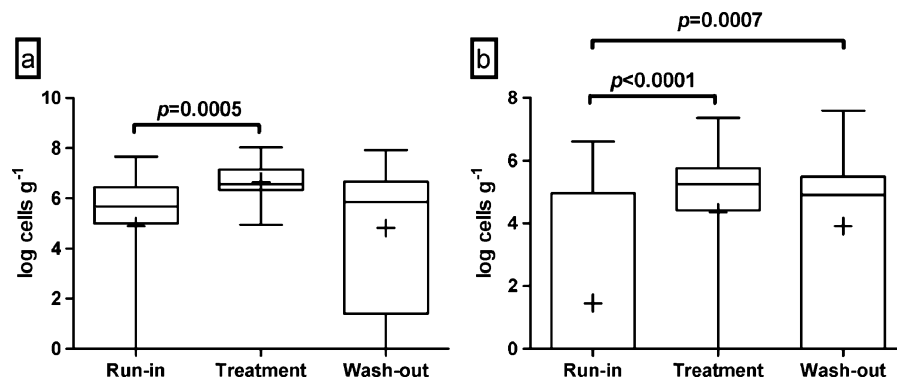 a
p=0.0005
log cells g-1
10
8
6
4
2
0
Run-in
Treatment
Wash-out
b
p=0.0007
p<0.0001
log cells g-1
8
6
4
2
0
Run-in
Treatment
Wash-out